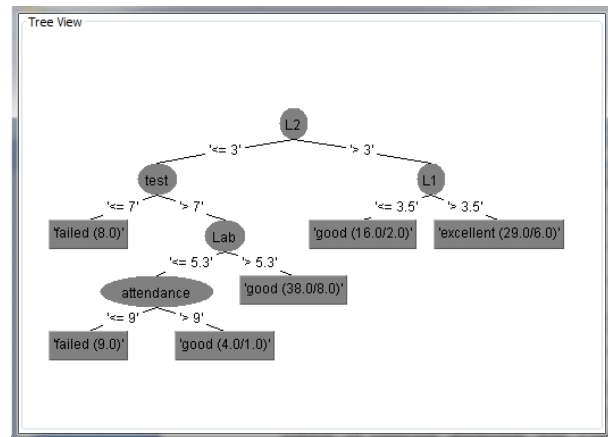 Tree View
L2
'<= 3' '> 3'
test L1
'<= 7' '> 7' '<= 3.5' '> 3.5'
'failed (8.0)' Lab 'good (16.0/2.0)' 'excellent (29.0/6.0)'
'<= 5.3' '> 5.3'
attendance 'good (38.0/8.0)'
'<= 9' '> 9'
'failed (9.0)' 'good (4.0/1.0)'